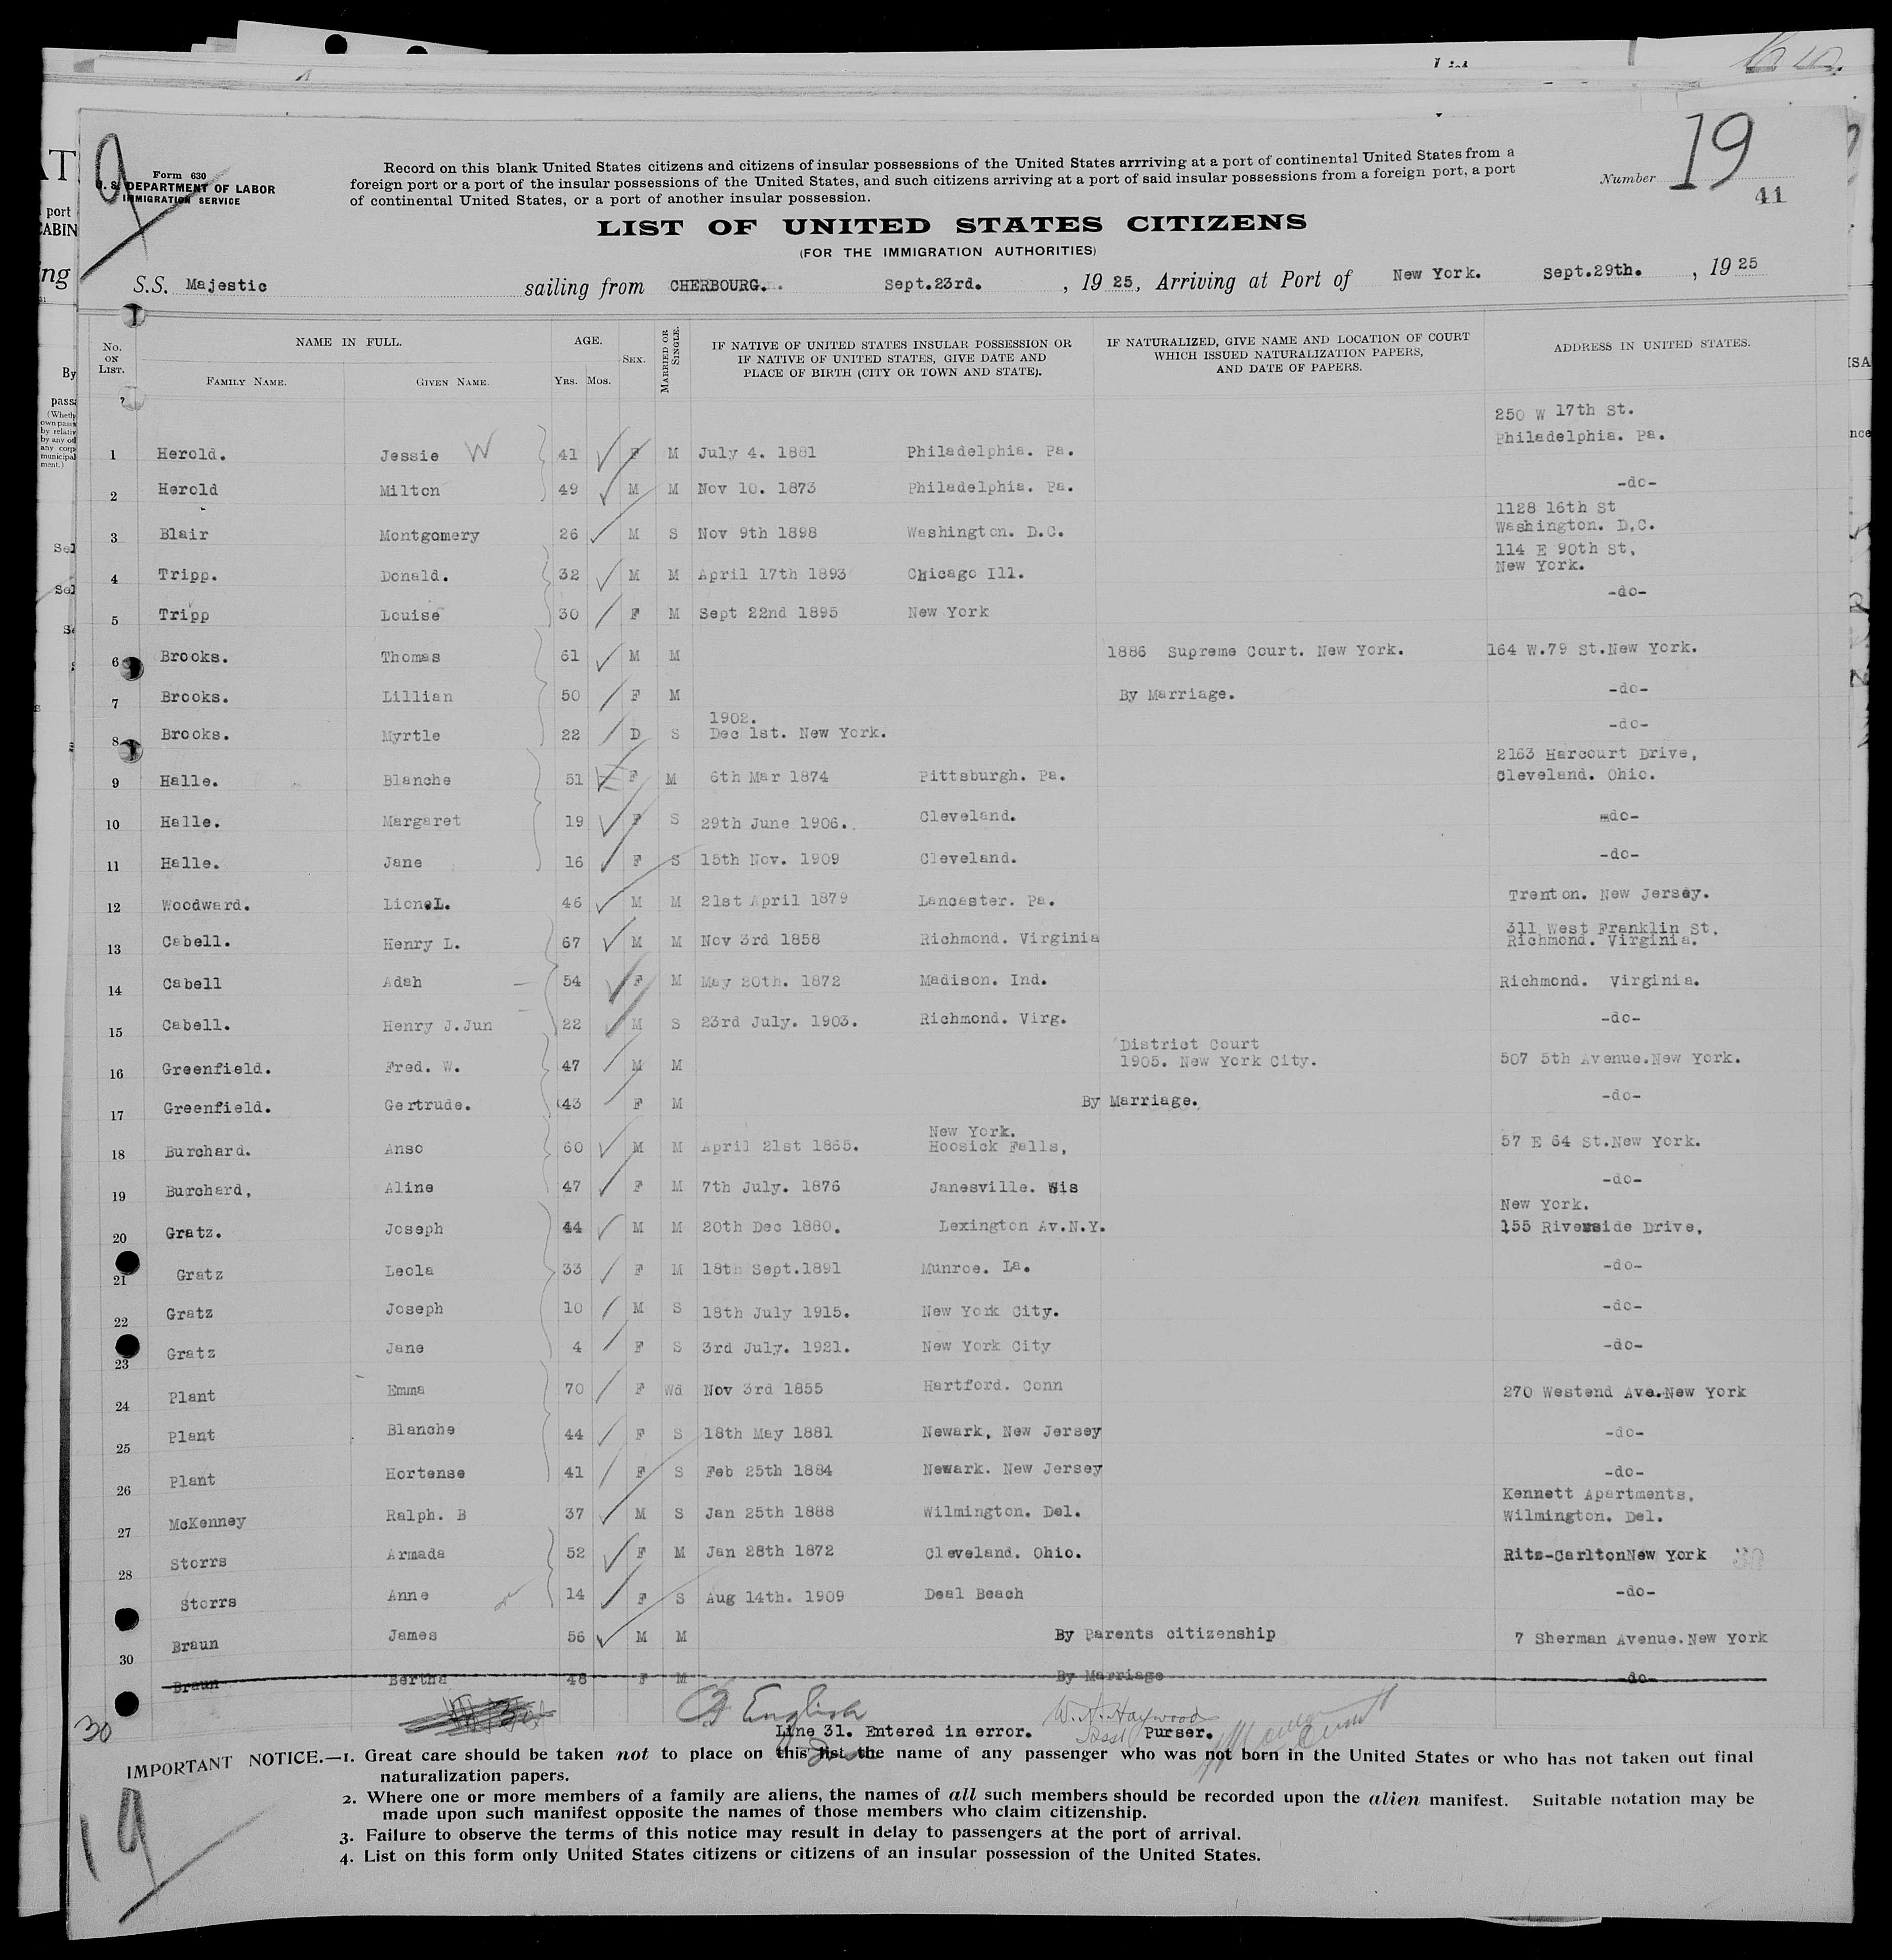 19
Form 630
U. S. DEPARTMENT OF LABOR
IMMIGRATION SERVICE
Record on this blank United States citizens and citizens of insular possessions of the United States arrriving at a port of continental United States from a
foreign port or a port of the insular possessions of the United States, and such citizens arriving at a port of said insular possessions from a foreign port, a port
of continental United States, or a port of another insular possession.
Number
41
LIST OF UNITED STATES CITIZENS
(FOR THE IMMIGRATION AUTHORITIES)
S.S. Majestic sailing from CHERBOURG. Sept.23rd. , 19 25, Arriving at Port of New York. Sept.29th. , 19 25
No. ON LIST. NAME IN FULL. AGE. SEX. MARRIED OR SINGLE. IF NATIVE OF UNITED STATES INSULAR POSSESSION OR IF NATIVE OF UNITED STATES, GIVE DATE AND PLACE OF BIRTH (CITY OR TOWN AND STATE). IF NATURALIZED, GIVE NAME AND LOCATION OF COURT WHICH ISSUED NATURALIZATION PAPERS, AND DATE OF PAPERS. ADDRESS IN UNITED STATES.
FAMILY NAME. GIVEN NAME. YRS. MOS.
250 W 17th St.
Philadelphia. Pa.
1 Herold. Jessie W 41 F M July 4. 1881 Philadelphia. Pa.
2 Herold Milton 49 M M Nov 10. 1873 Philadelphia. Pa. -do-
1128 16th St
3 Blair Montgomery 26 M S Nov 9th 1898 Washington. D.C. Washington. D.C.
114 E 90th St,
4 Tripp. Donald. 32 M M April 17th 1893 Chicago Ill. New York.
5 Tripp Louise 30 F M Sept 22nd 1895 New York -do-
6 Brooks. Thomas 61 M M 1886 Supreme Court. New York. 164 W.79 St.New York.
7 Brooks. Lillian 50 F M By Marriage. -do-
1902.
8 Brooks. Myrtle 22 D S Dec 1st. New York. -do-
2163 Harcourt Drive,
9 Halle. Blanche 51 F M 6th Mar 1874 Pittsburgh. Pa. Cleveland. Ohio.
10 Halle. Margaret 19 F S 29th June 1906. Cleveland. -do-
11 Halle. Jane 16 F S 15th Nov. 1909 Cleveland. -do-
12 Woodward. Lionel. 46 M M 21st April 1879 Lancaster. Pa. Trenton. New Jersey.
311 West Franklin St.
13 Cabell. Henry L. 67 M M Nov 3rd 1858 Richmond. Virginia Richmond. Virginia.
14 Cabell Adah 54 F M May 20th. 1872 Madison. Ind. Richmond. Virginia.
15 Cabell. Henry J.Jun 22 M S 23rd July. 1903. Richmond. Virg. -do-
District Court
16 Greenfield. Fred. W. 47 M M 1905. New York City. 507 5th Avenue.New York.
17 Greenfield. Gertrude. 43 F M By Marriage. -do-
New York.
18 Burchard. Anso 60 M M April 21st 1865. Hoosick Falls, 57 E 64 St.New York.
19 Burchard, Aline 47 F M 7th July. 1876 Janesville. Wis -do-
New York.
20 Gratz. Joseph 44 M M 20th Dec 1880. Lexington Av.N.Y. 155 Riverside Drive,
21 Gratz Leola 33 F M 18th Sept.1891 Munroe. La. -do-
22 Gratz Joseph 10 M S 18th July 1915. New York City. -do-
23 Gratz Jane 4 F S 3rd July. 1921. New York City -do-
24 Plant Emma 70 F Wd Nov 3rd 1855 Hartford. Conn 270 Westend Ave.New York
25 Plant Blanche 44 F S 18th May 1881 Newark, New Jersey -do-
26 Plant Hortense 41 F S Feb 25th 1884 Newark. New Jersey -do-
Kennett Apartments,
27 McKenney Ralph. B 37 M S Jan 25th 1888 Wilmington. Del. Wilmington. Del.
28 Storrs Armada 52 F M Jan 28th 1872 Cleveland. Ohio. Ritz-CarltonNew York 30
Storrs Anne 14 F S Aug 14th. 1909 Deal Beach -do-
30 Braun James 56 M M By Parents citizenship 7 Sherman Avenue.New York
Braun Bertha 48 F M By Marriage -do-
30 English W. H. Haywood
Line 31. Entered in error. Purser.
IMPORTANT NOTICE.—1. Great care should be taken not to place on this list the name of any passenger who was not born in the United States or who has not taken out final
naturalization papers.
2. Where one or more members of a family are aliens, the names of all such members should be recorded upon the alien manifest. Suitable notation may be
made upon such manifest opposite the names of those members who claim citizenship.
3. Failure to observe the terms of this notice may result in delay to passengers at the port of arrival.
4. List on this form only United States citizens or citizens of an insular possession of the United States.
19